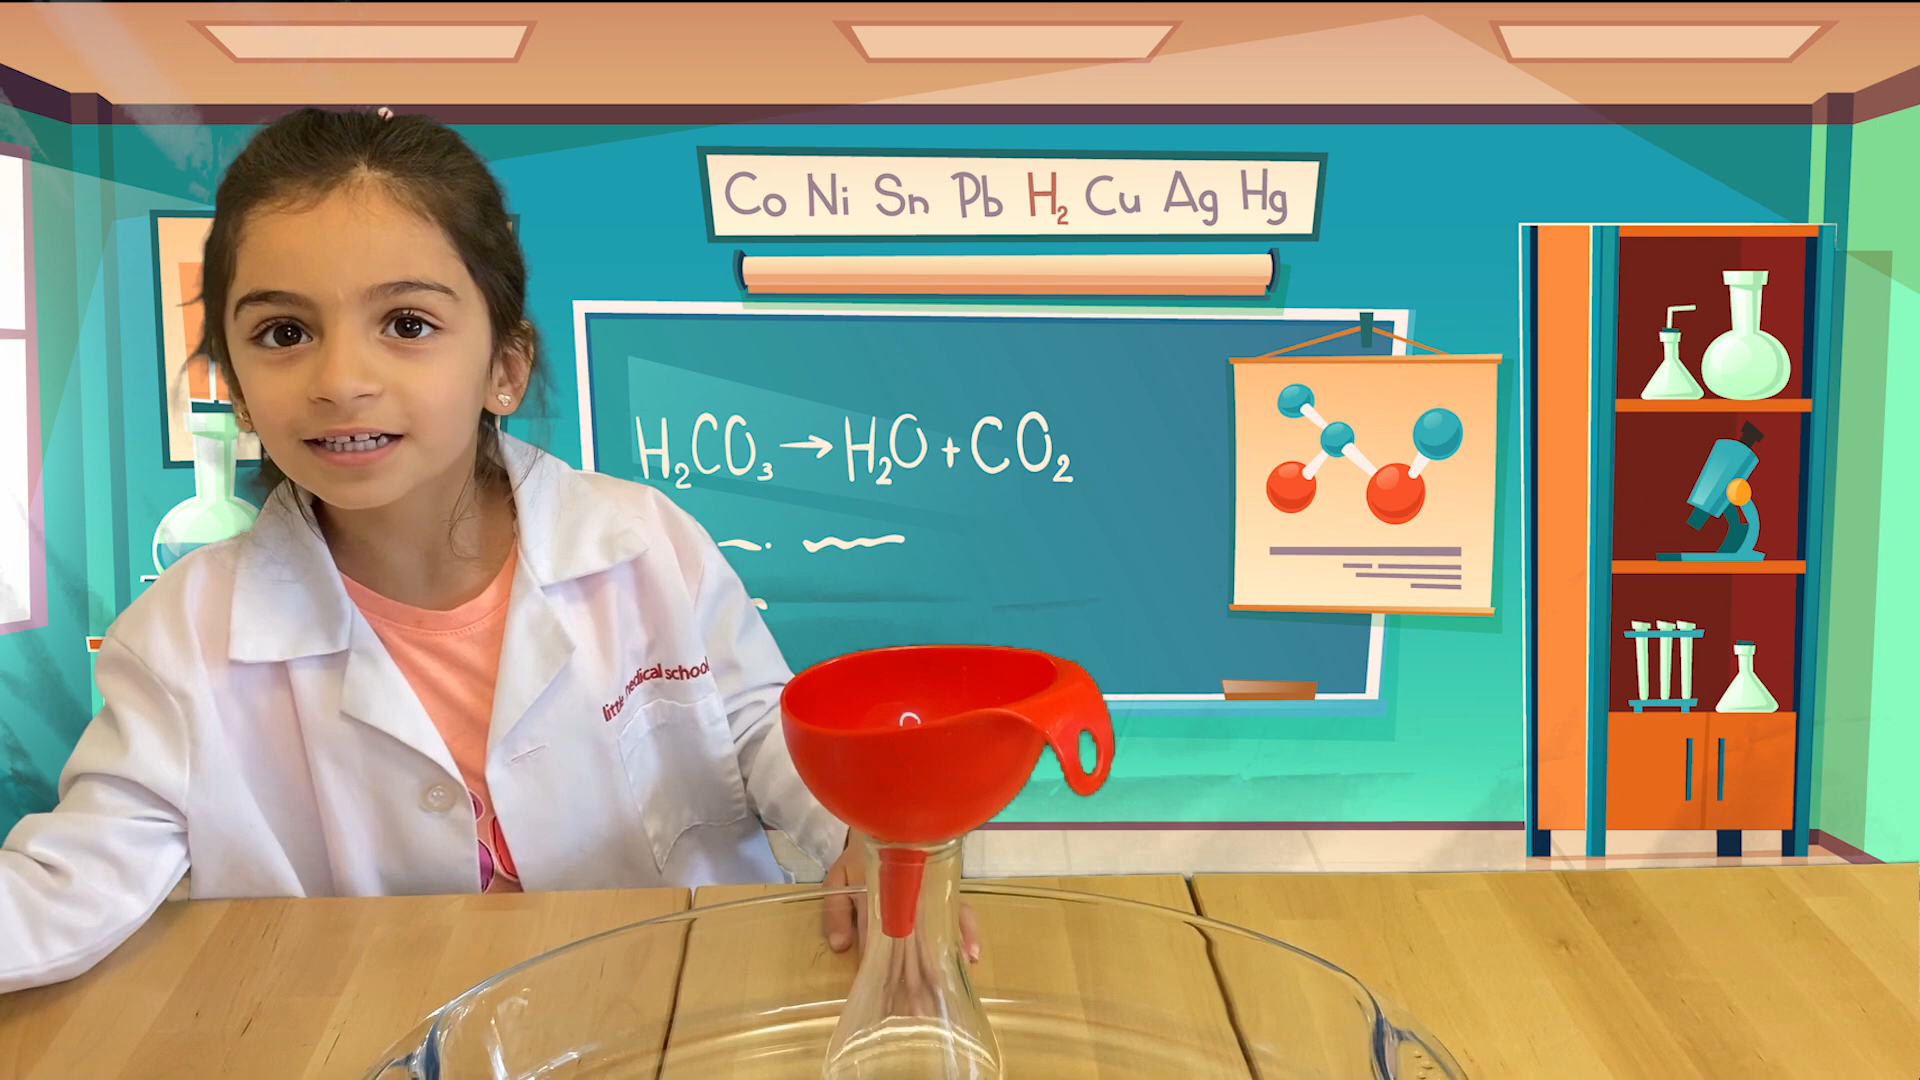 Co Ni Sn Pb H₂ Cu Ag Hg
H₂CO₃ → H₂O + CO₂
little medical school